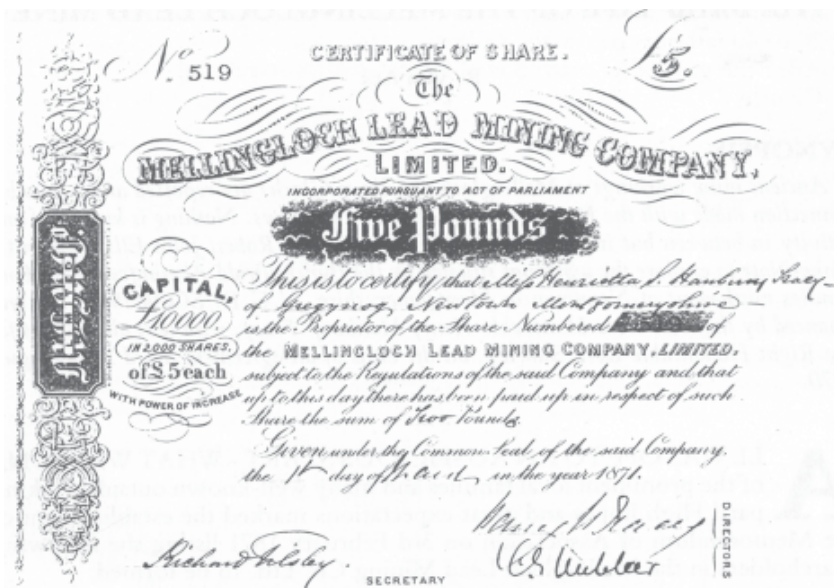 No. 519
CERTIFICATE OF SHARE.
£5.
The
MELLINGLOCH LEAD MINING COMPANY,
LIMITED.
INCORPORATED PURSUANT TO ACT OF PARLIAMENT
Five Pounds
CAPITAL,
£10000.
IN 2,000 SHARES,
of £5 each
WITH POWER OF INCREASE
This is to certify that Miss Henrietta S. Hanbury Tracy
of Gregynog Newtown Montgomeryshire
is the Proprietor of the Share Numbered of
the MELLINGLOCH LEAD MINING COMPANY, LIMITED.
subject to the Regulations of the said Company and that
up to this day there has been paid up in respect of such
Share the sum of Two Pounds.
Given under the Common Seal of the said Company.
the 1st day of March in the year 1871.
Richard
SECRETARY
DIRECTORS